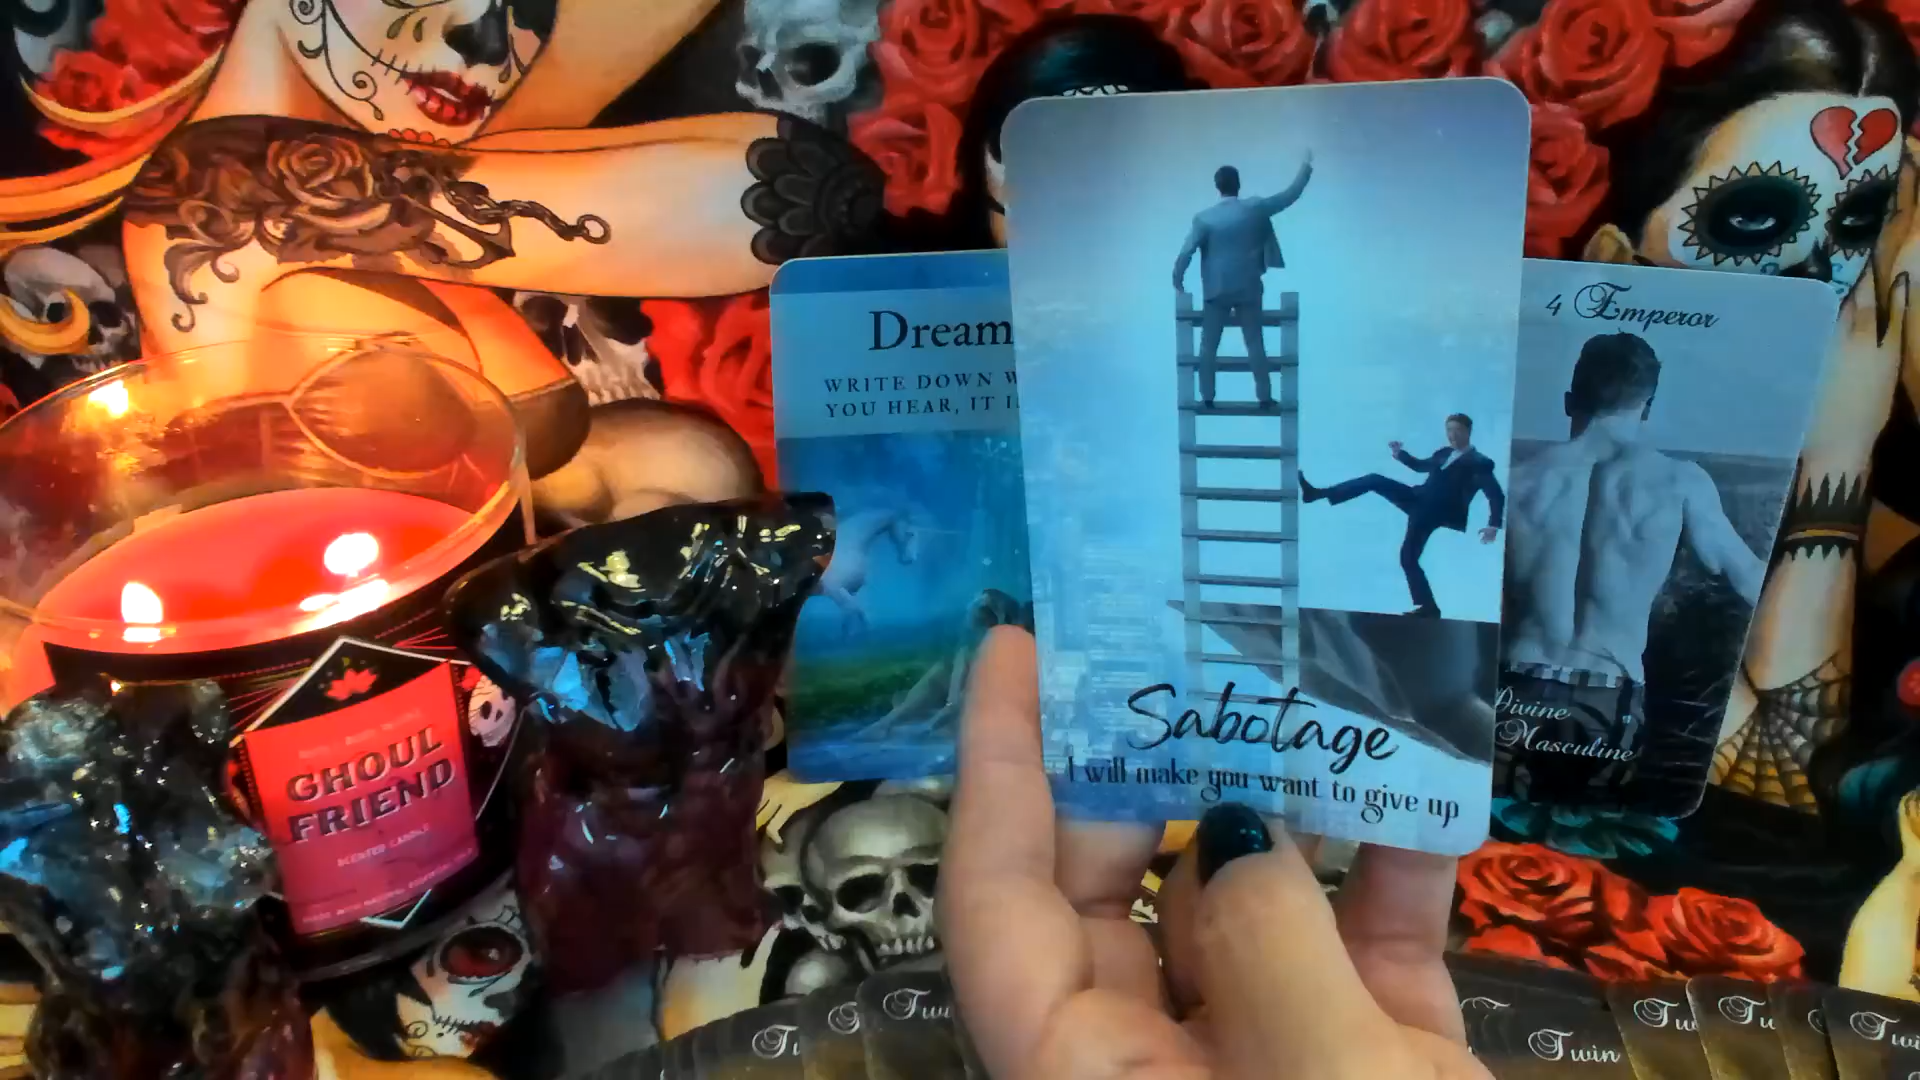 Dream
WRITE DOWN W
YOU HEAR, IT I
Sabotage
I will make you want to give up
4 Emperor
Divine
Masculine
GHOUL
FRIEND
SCENTED CANDLE
Twin